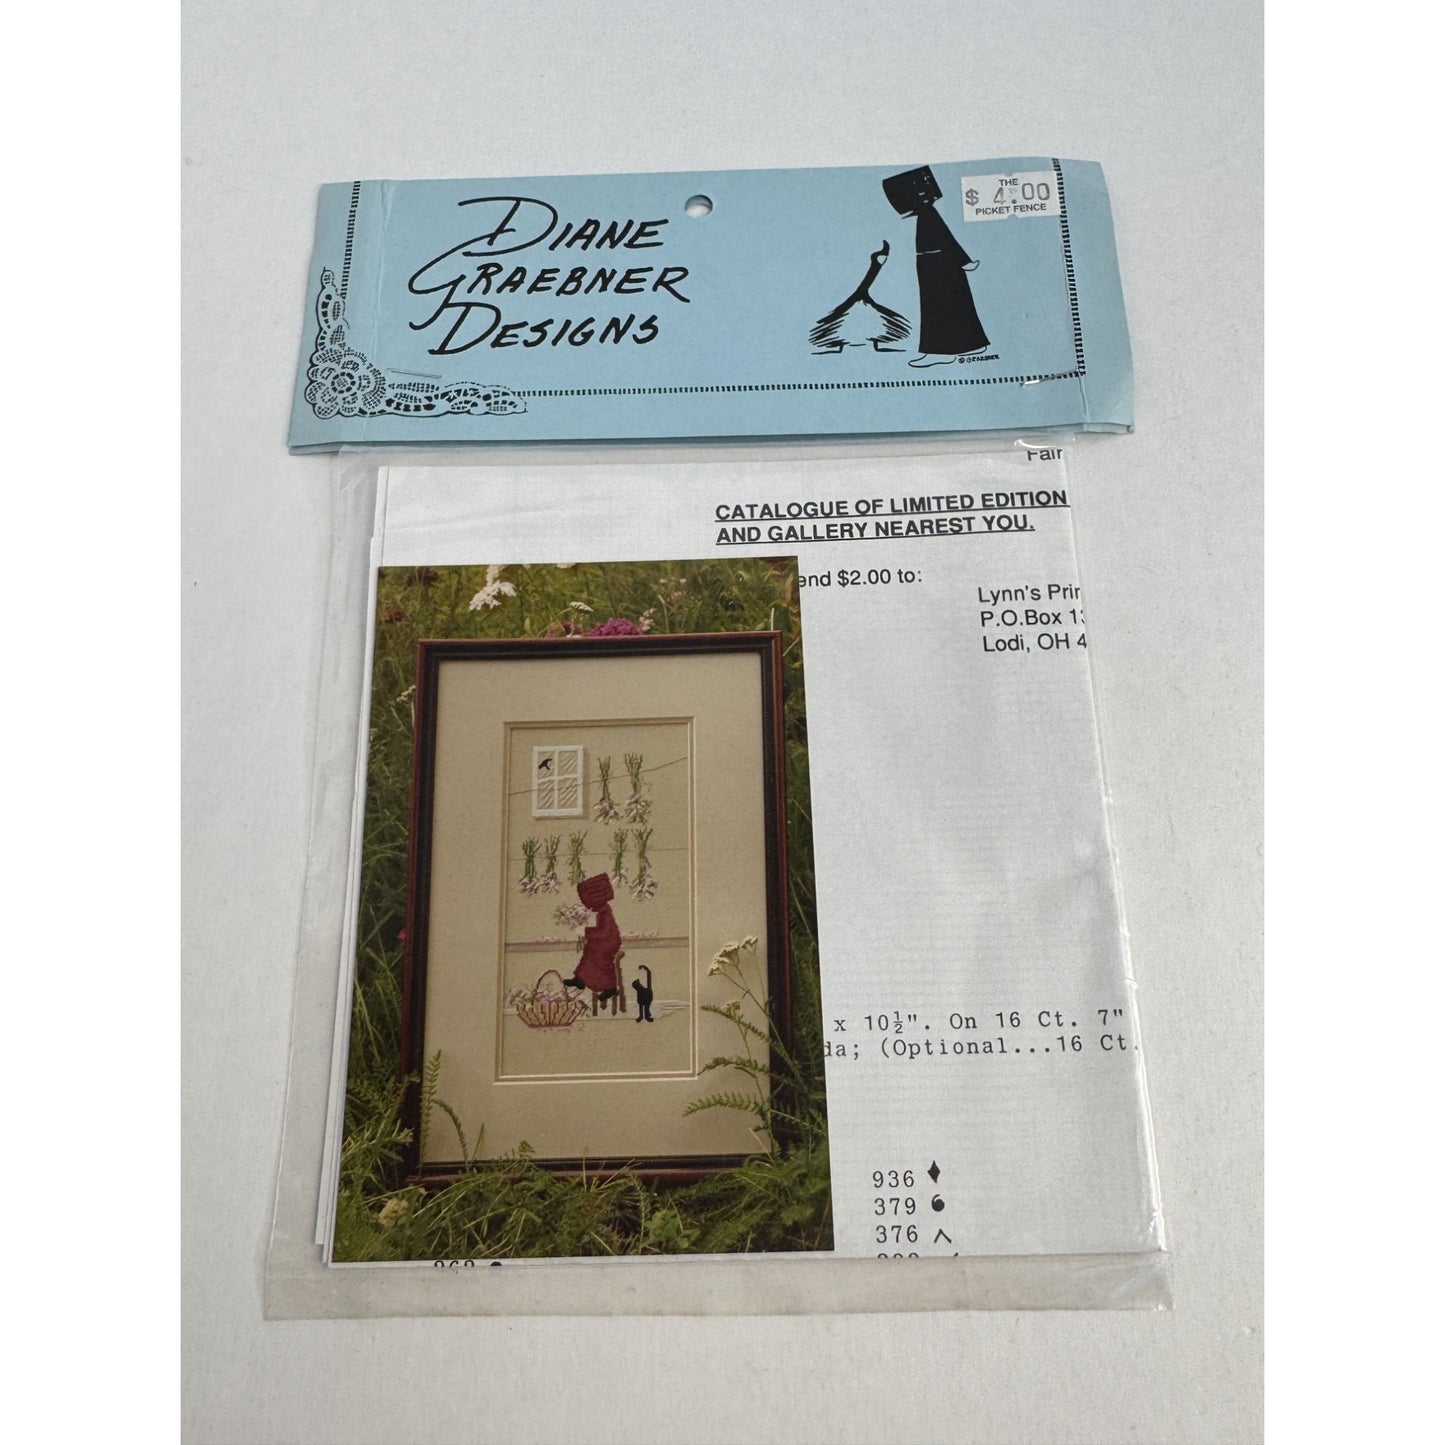 DIANE
GRAEBNER
DESIGNS
THE
$ 4.00
PICKET FENCE
© GRAEBNER
Fair
CATALOGUE OF LIMITED EDITION
AND GALLERY NEAREST YOU.
end $2.00 to:
Lynn's Prin
P.O.Box 13
Lodi, OH 4
x 10½". On 16 Ct. 7"
da; (Optional...16 Ct.
936
379
376